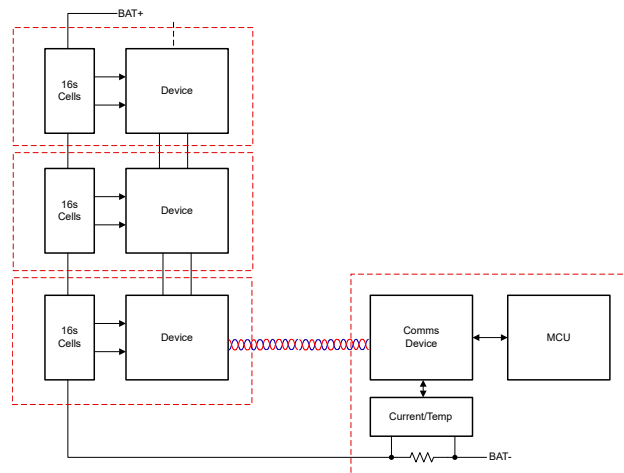 BAT+
16s
Cells
Device
16s
Cells
Device
16s
Cells
Device
Comms
Device
MCU
Current/Temp
BAT-